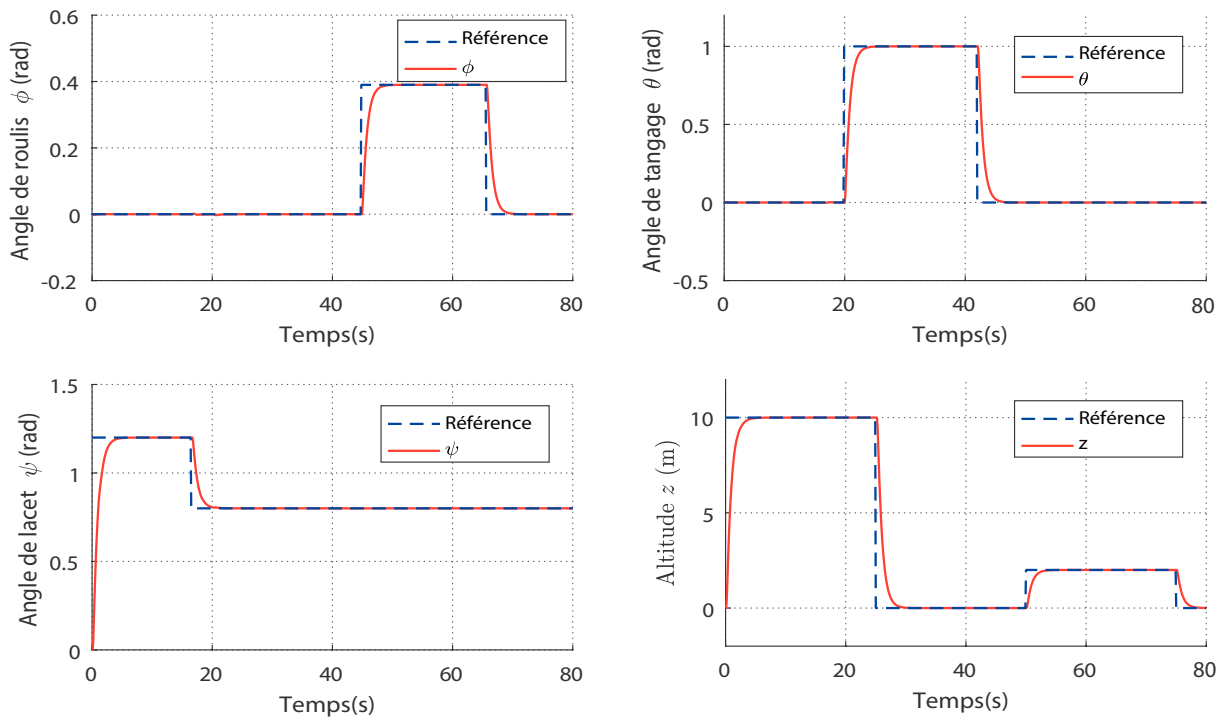 Angle de roulis ϕ (rad)
0.6
0.4
0.2
0
-0.2
Référence
ϕ
0
20
40
60
80
Temps(s)
Angle de tangage θ (rad)
1
0.5
0
-0.5
Référence
θ
0
20
40
60
80
Temps(s)
Angle de lacet ψ (rad)
1.5
1
0.5
0
Référence
ψ
0
20
40
60
80
Temps(s)
Altitude z (m)
10
5
0
Référence
z
0
20
40
60
80
Temps(s)